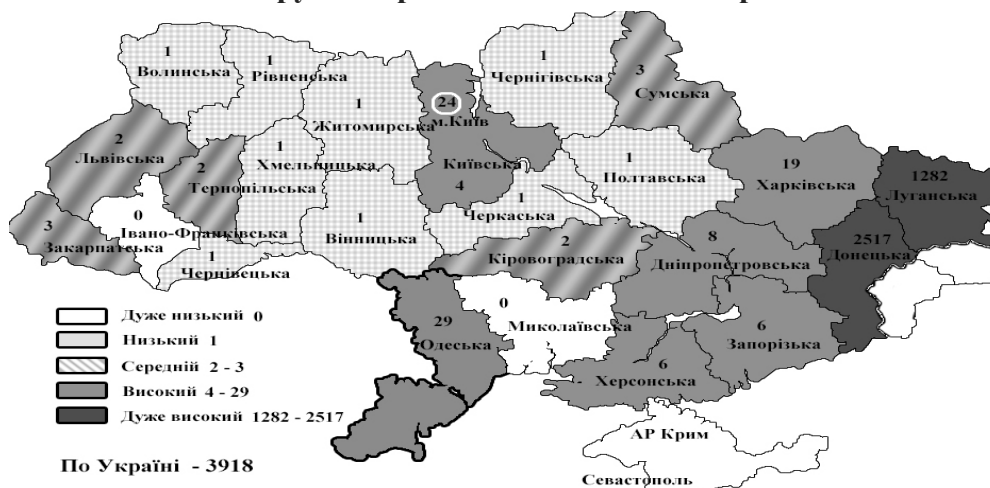 1
Волинська
1
Рівненська
1
Житомирська
24
м.Київ
1
Чернігівська
3
Сумська
2
Львівська
2
Тернопільська
1
Хмельницька
Київська
4
1
Полтавська
19
Харківська
1282
Луганська
3
Закарпатська
0
Івано-Франківська
1
Чернівецька
1
Вінницька
1
Черкаська
2
Кіровоградська
8
Дніпропетровська
2517
Донецька
29
Одеська
0
Миколаївська
6
Херсонська
6
Запорізька
АР Крим
Севастополь
Дуже низький 0
Низький 1
Середній 2 - 3
Високий 4 - 29
Дуже високий 1282 - 2517
По Україні - 3918